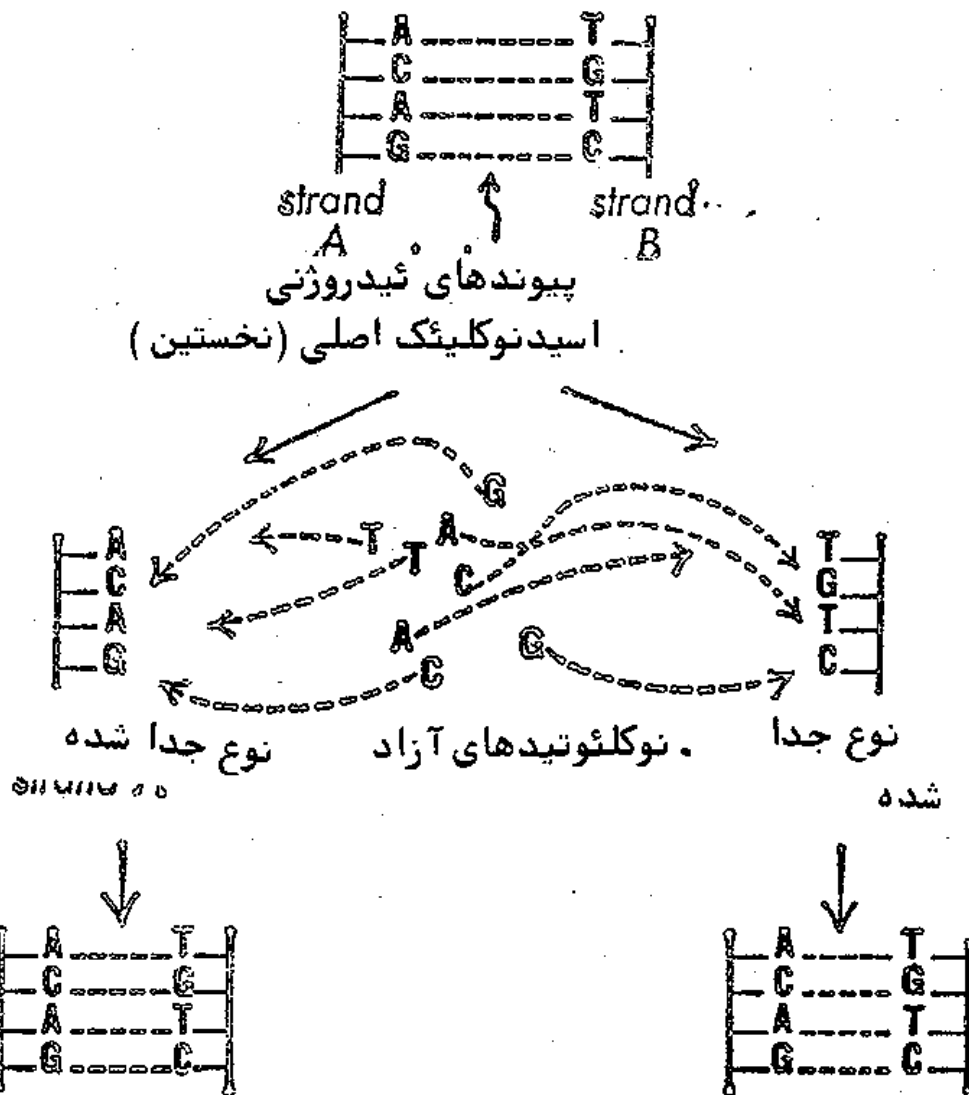 A T
C G
A T
G C
strand strand
A B
پیوندهای ئیدروژنی
اسیدنوکلیئک اصلی (نخستین)
G
A T T A T
C C G
A A T
G C G C
نوع جدا شده نوکلئوتیدهای آزاد . نوع جدا
شده
A T A T
C G C G
A T A T
G C G C